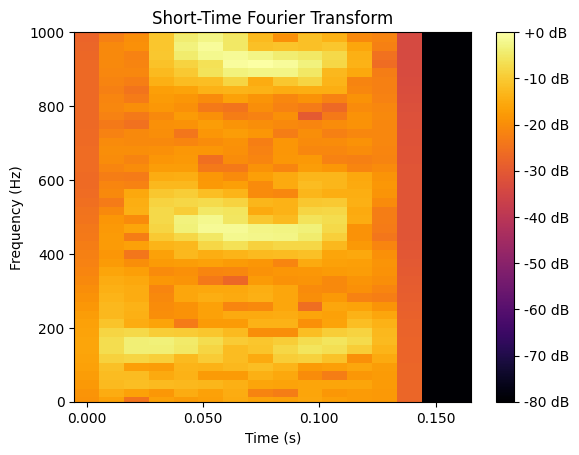 Short-Time Fourier Transform
1000
800
600
400
200
0
Frequency (Hz)
0.000
0.050
0.100
0.150
Time (s)
+0 dB
-10 dB
-20 dB
-30 dB
-40 dB
-50 dB
-60 dB
-70 dB
-80 dB